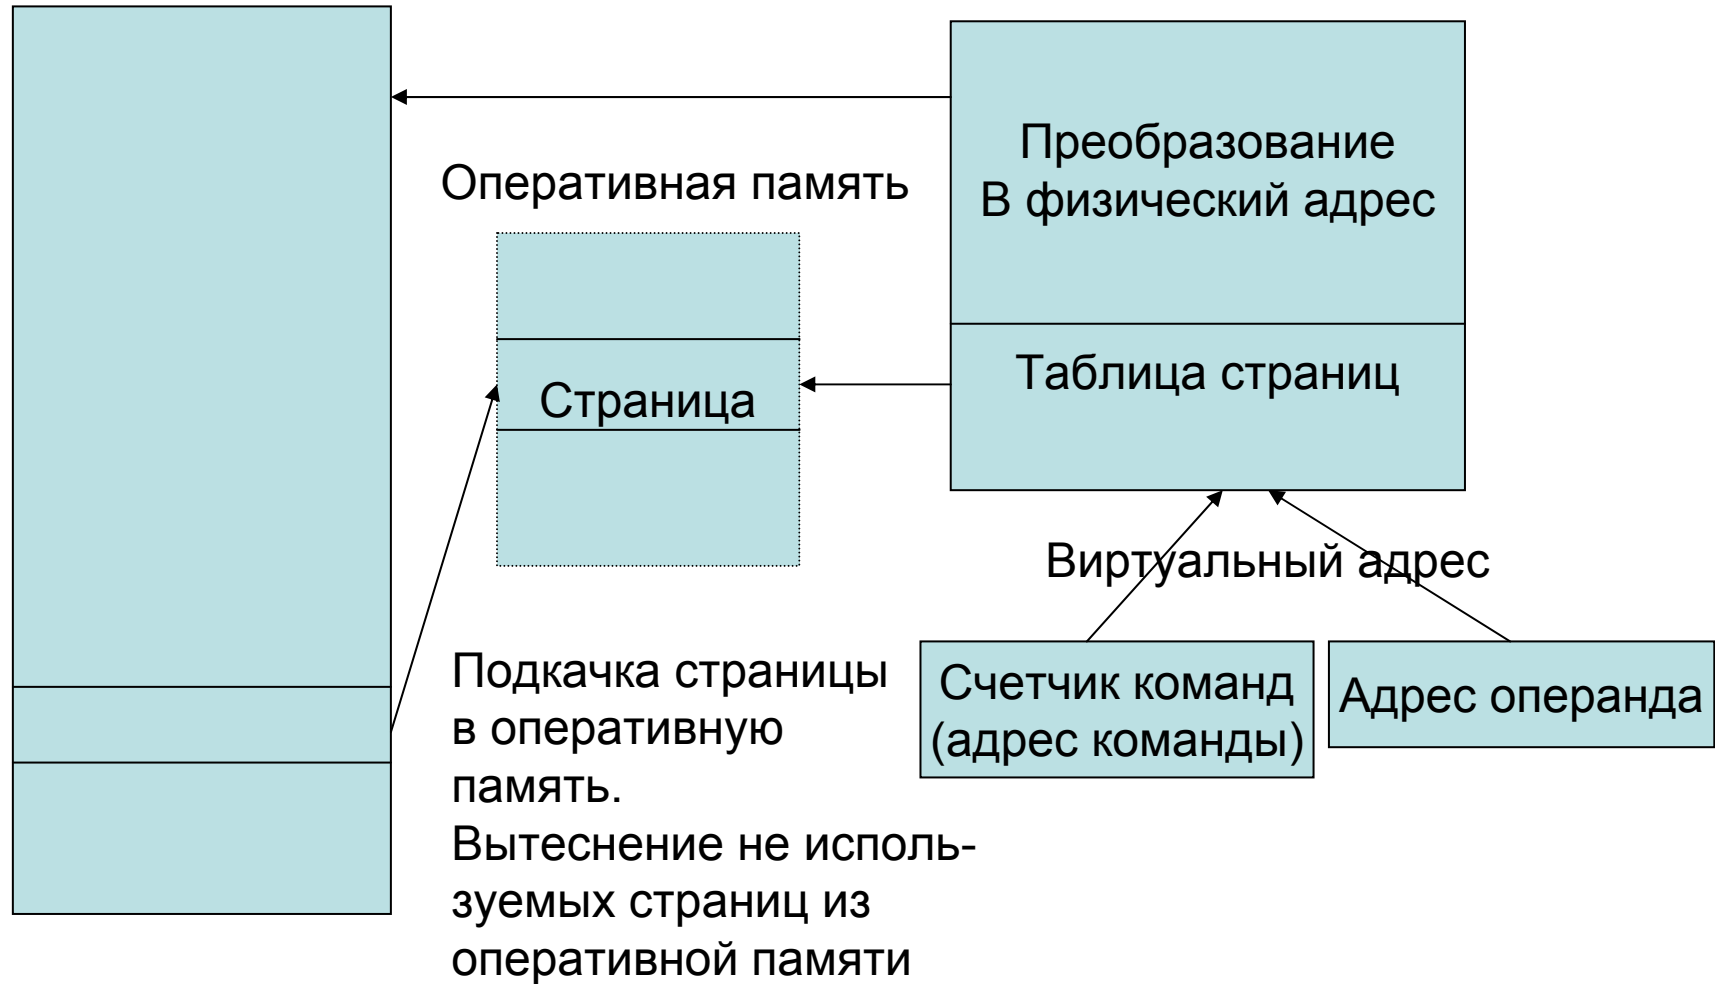 Преобразование
В физический адрес
Оперативная память
Таблица страниц
Страница
Виртуальный адрес
Подкачка страницы
в оперативную
память.
Вытеснение не исполь-
зуемых страниц из
оперативной памяти
Счетчик команд
(адрес команды)
Адрес операнда